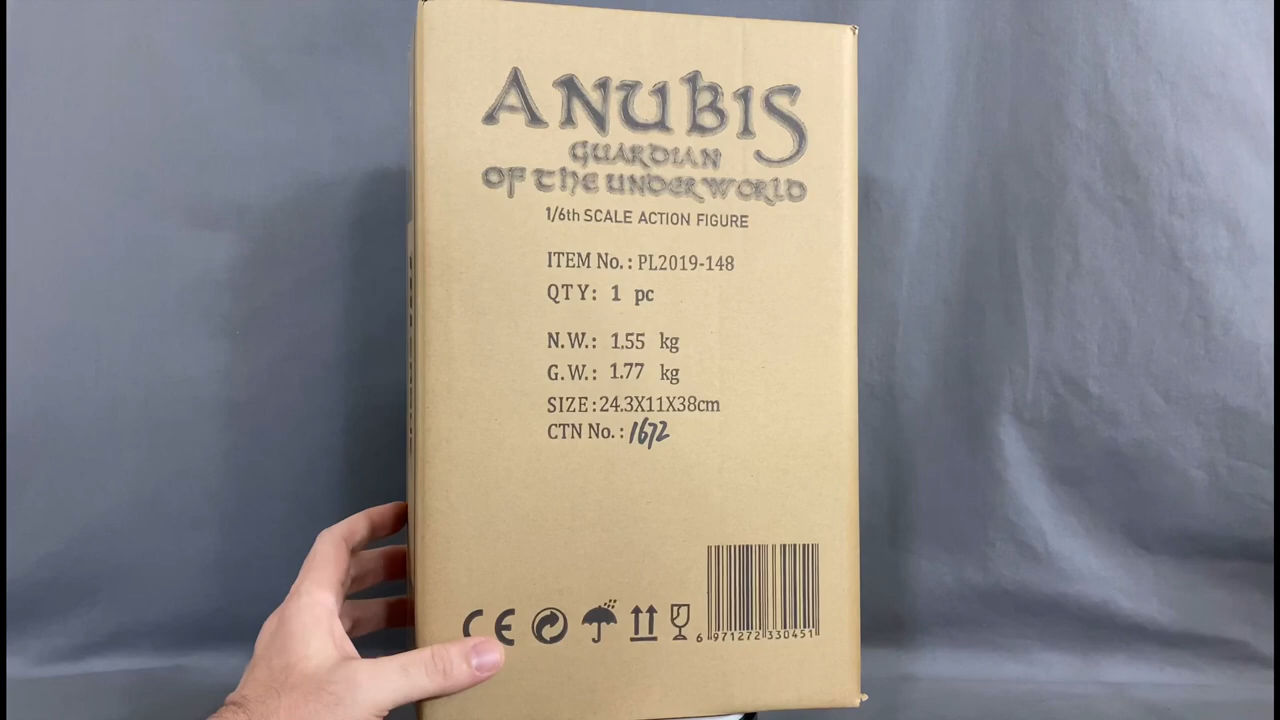 ANUBIS
GUARDIAN
OF THE UNDERWORLD
1/6th SCALE ACTION FIGURE
ITEM No.: PL2019-148
QTY: 1 pc
N.W.: 1.55 kg
G.W.: 1.77 kg
SIZE:24.3X11X38cm
CTN No.: 1672
CE
6 971272 330451